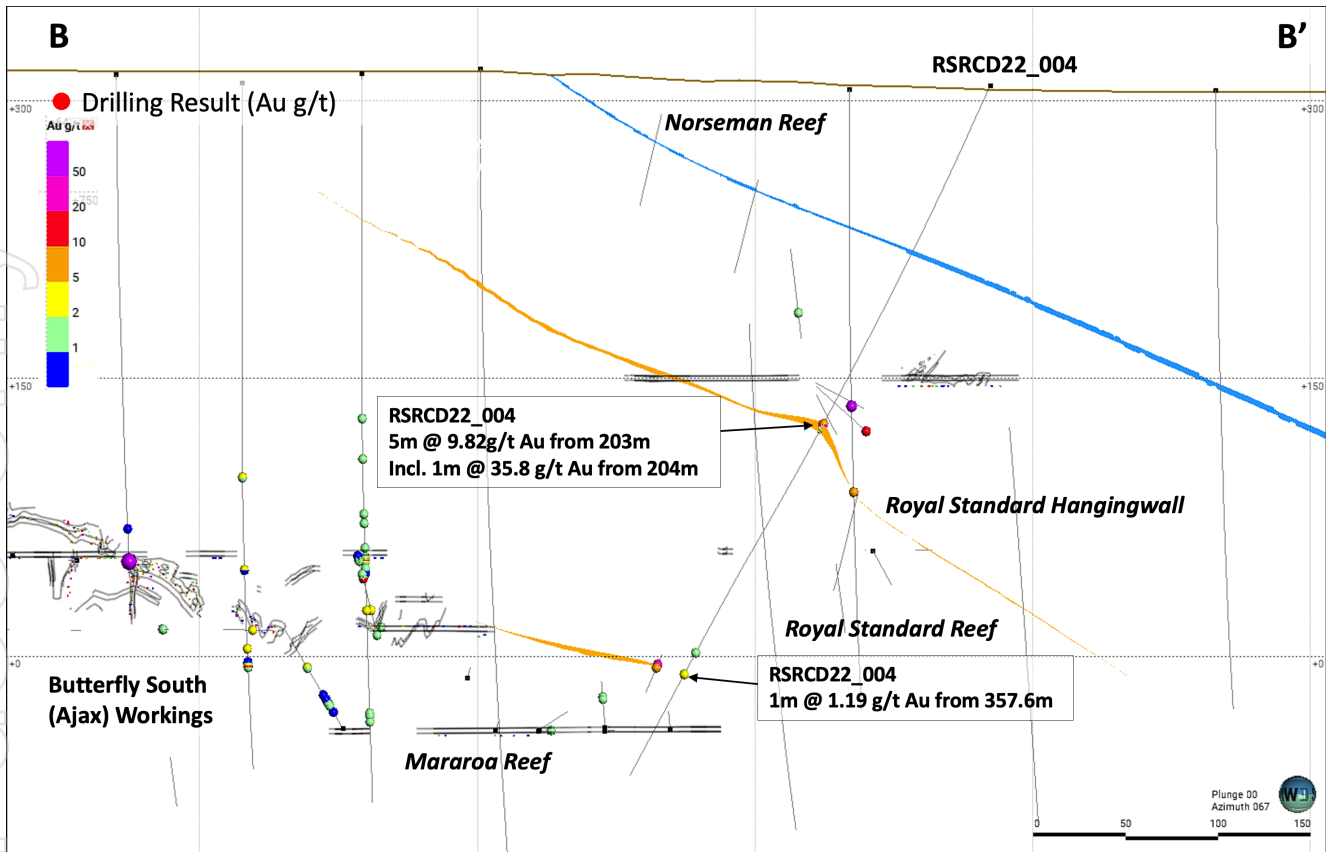 B
B’
RSRCD22_004
Drilling Result (Au g/t)
+300
+300
Au g/t
Norseman Reef
50
+750
20
10
5
2
1
+150
+150
RSRCD22_004
5m @ 9.82g/t Au from 203m
Incl. 1m @ 35.8 g/t Au from 204m
Royal Standard Hangingwall
Royal Standard Reef
+0
+0
RSRCD22_004
1m @ 1.19 g/t Au from 357.6m
Butterfly South
(Ajax) Workings
Mararoa Reef
Plunge 00
Azimuth 067
W
0
50
100
150